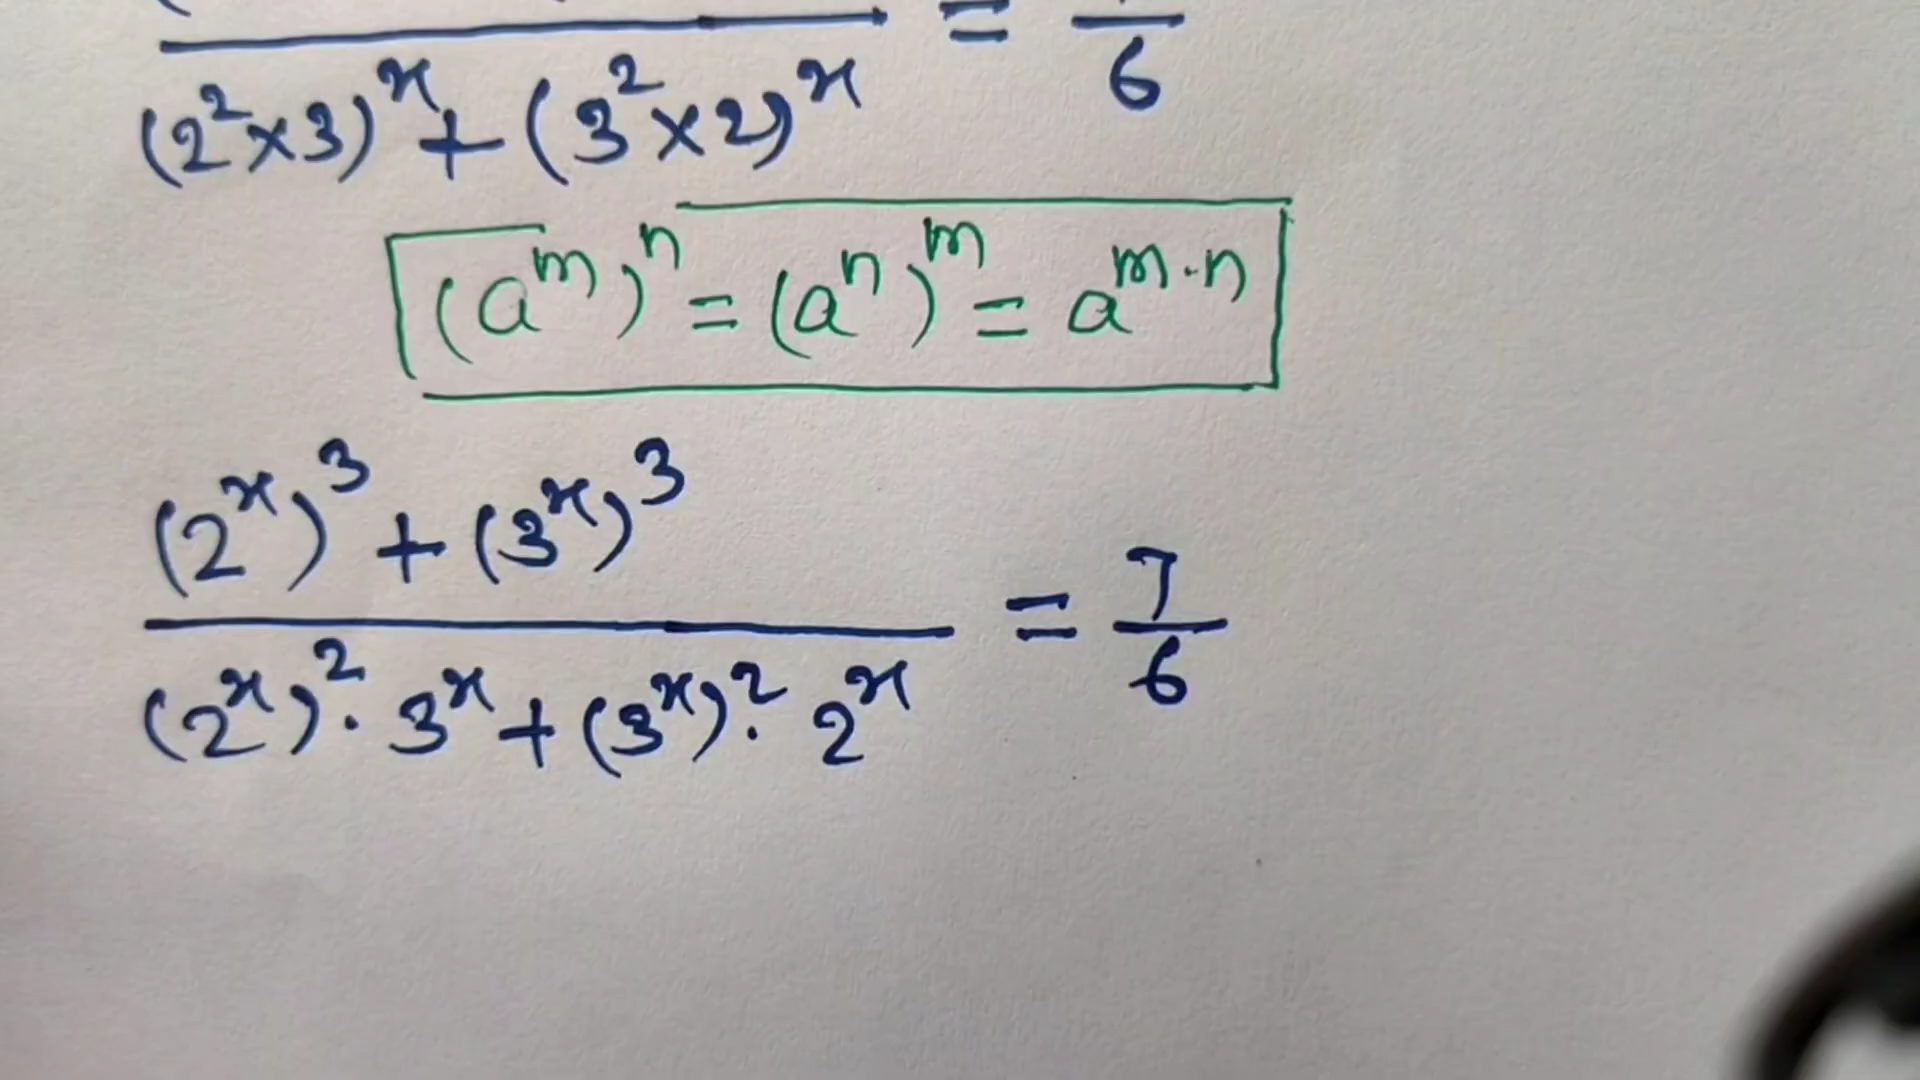 = 
(2²×3)ˣ + (3²×2)ˣ 6
(aᵐ)ⁿ = (aⁿ)ᵐ = aᵐ·ⁿ
(2ˣ)³ + (3ˣ)³
= 7/6
(2ˣ)²· 3ˣ + (3ˣ)²· 2ˣ